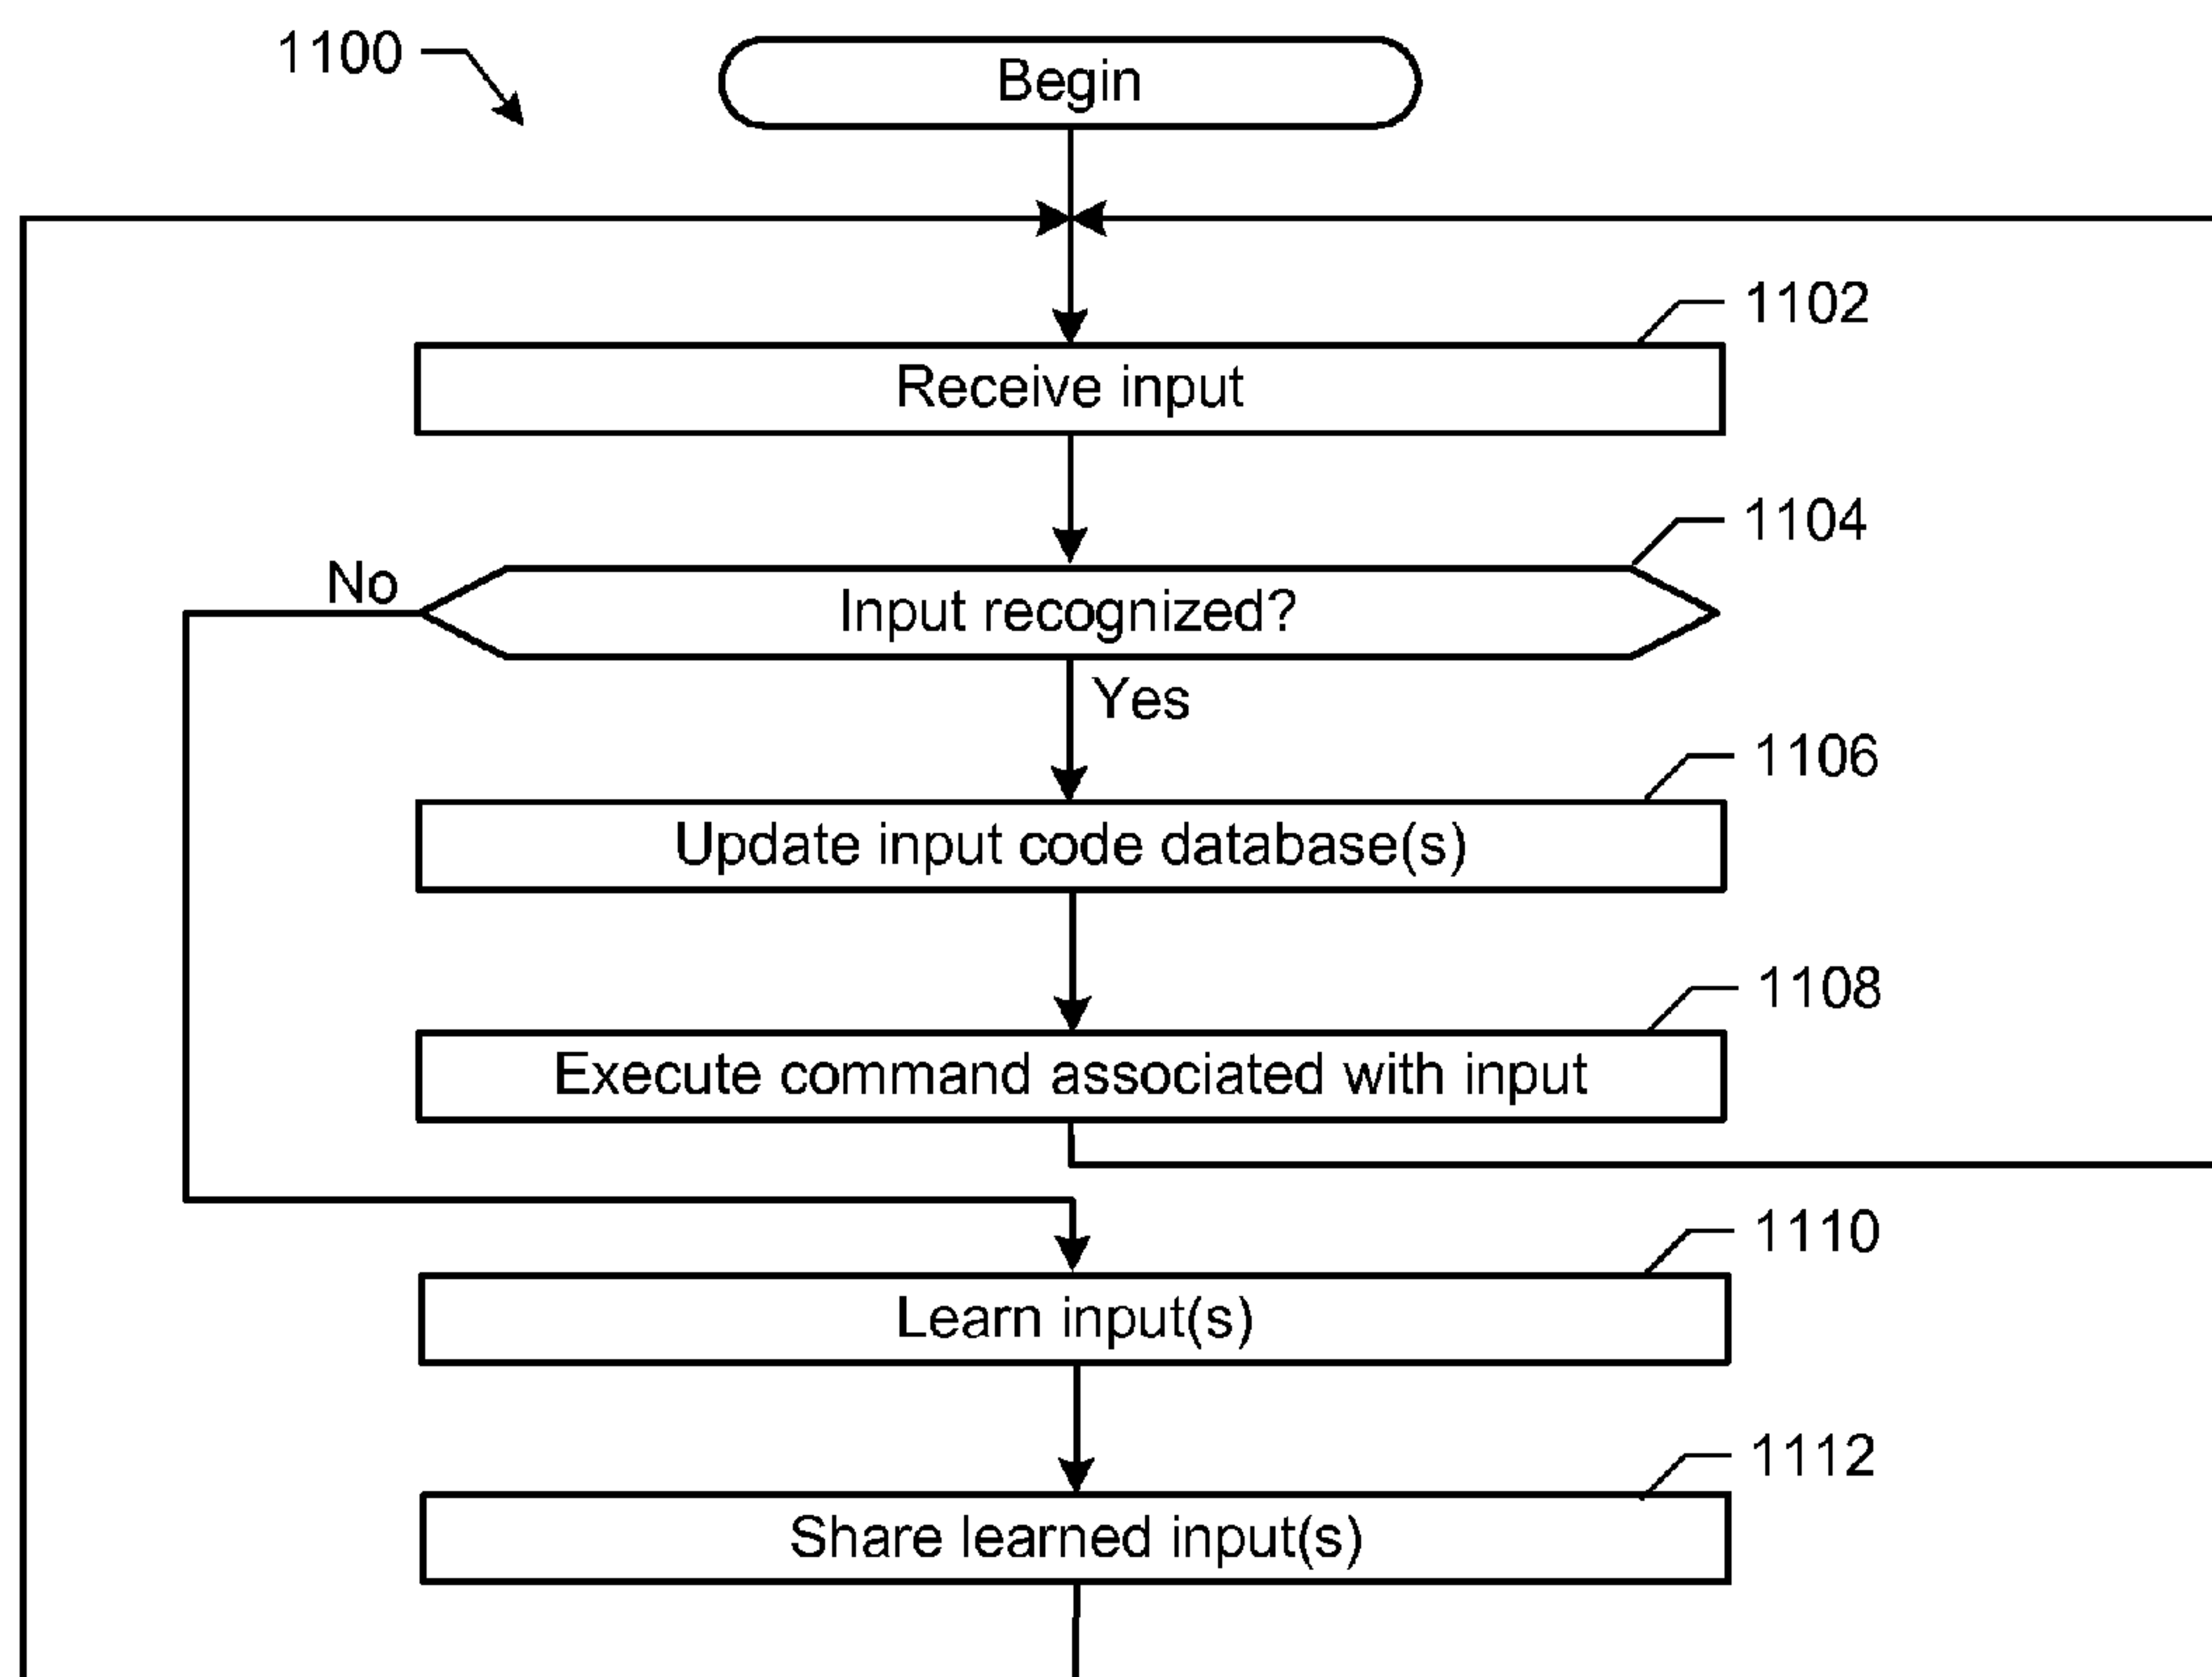 1100
Begin
1102
Receive input
1104
No
Input recognized?
Yes
1106
Update input code database(s)
1108
Execute command associated with input
1110
Learn input(s)
1112
Share learned input(s)